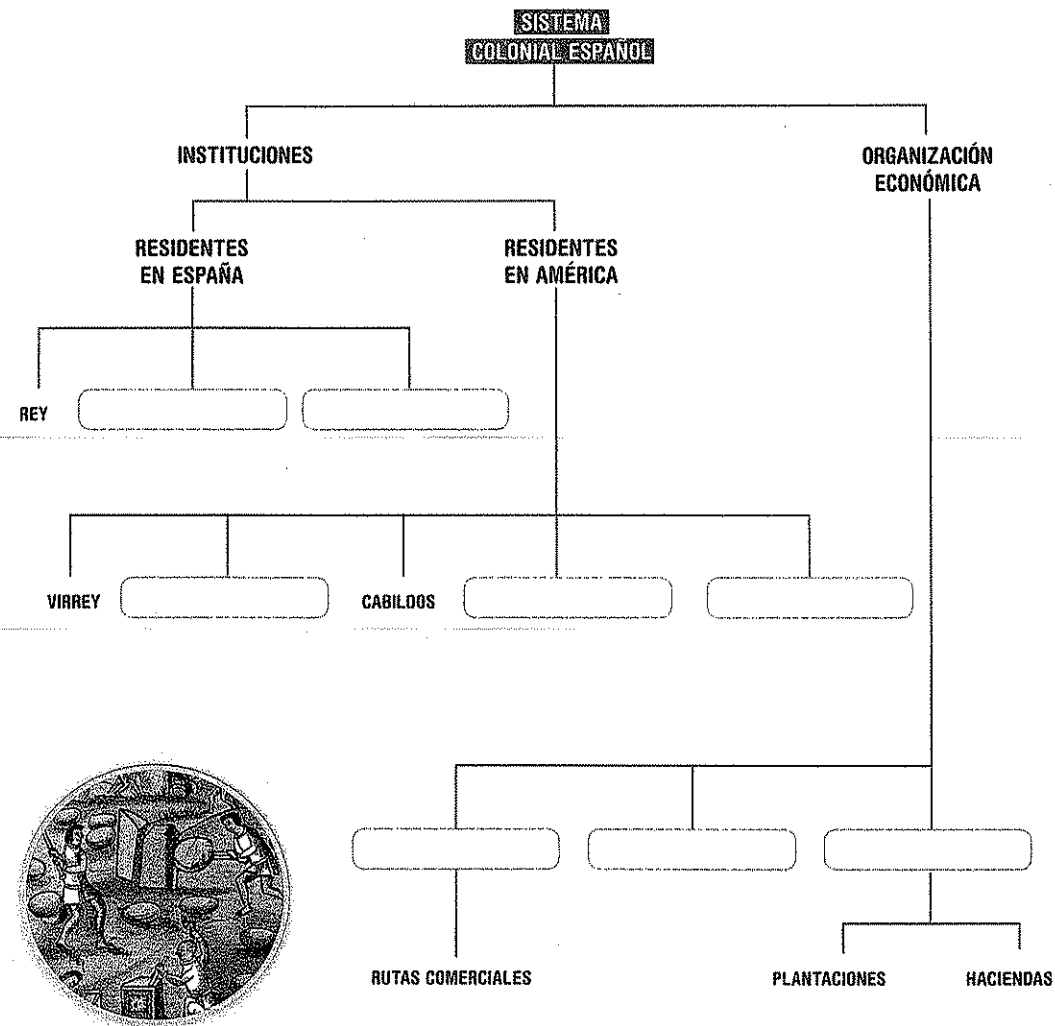 SISTEMA
COLONIAL ESPAÑOL
INSTITUCIONES
ORGANIZACIÓN
ECONÓMICA
RESIDENTES
EN ESPAÑA
RESIDENTES
EN AMÉRICA
REY
VIRREY
CABILDOS
RUTAS COMERCIALES
PLANTACIONES
HACIENDAS